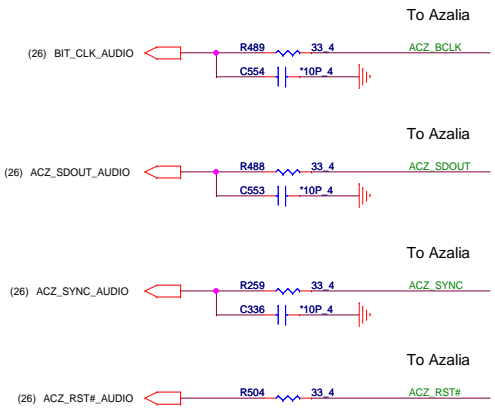 To Azalia
(26) BIT_CLK_AUDIO R489 33_4 ACZ_BCLK
C554 *10P_4
To Azalia
(26) ACZ_SDOUT_AUDIO R488 33_4 ACZ_SDOUT
C553 *10P_4
To Azalia
(26) ACZ_SYNC_AUDIO R259 33_4 ACZ_SYNC
C336 *10P_4
To Azalia
(26) ACZ_RST#_AUDIO R504 33_4 ACZ_RST#